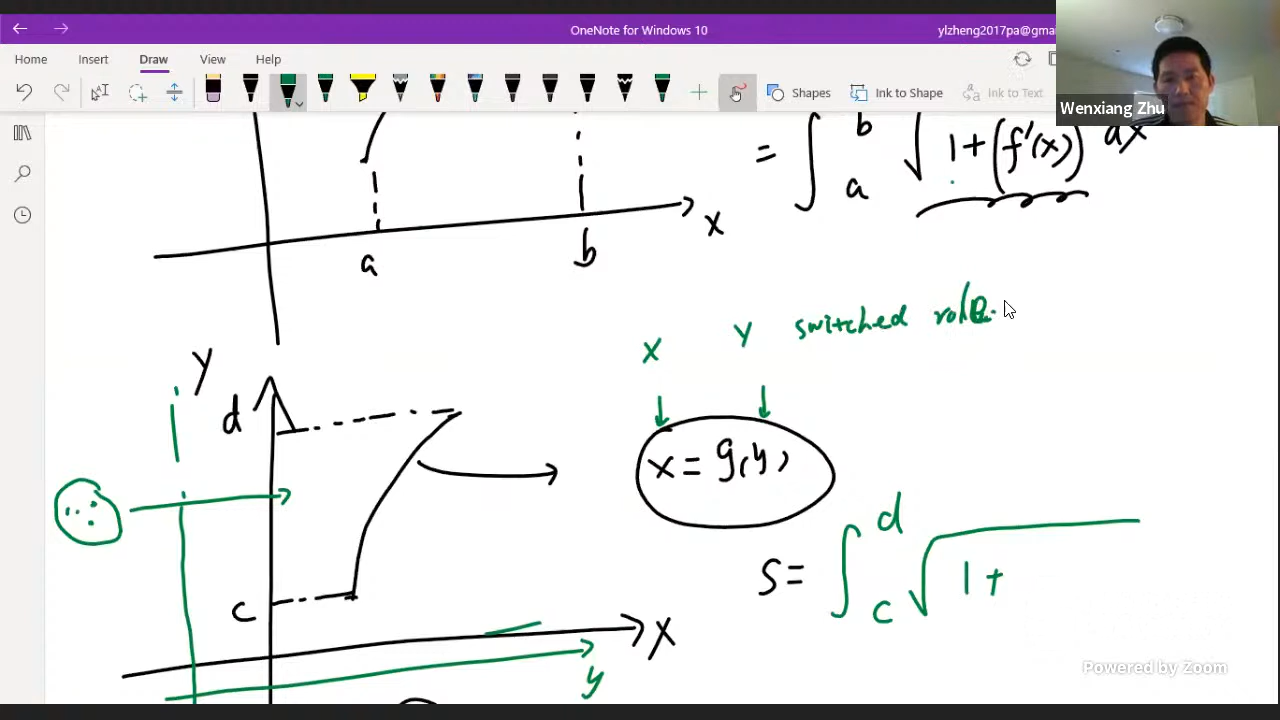 OneNote for Windows 10
ylzheng2017pa@gma
Home Insert Draw View Help
Shapes Ink to Shape Ink to Text
Wenxiang Zhu
= ∫ b a √ 1 + (f'(x)) dx
x
a b
x y switched role.
y
d
x = g(y)
S = ∫ d c √ 1 +
c
x
y
Powered by Zoom